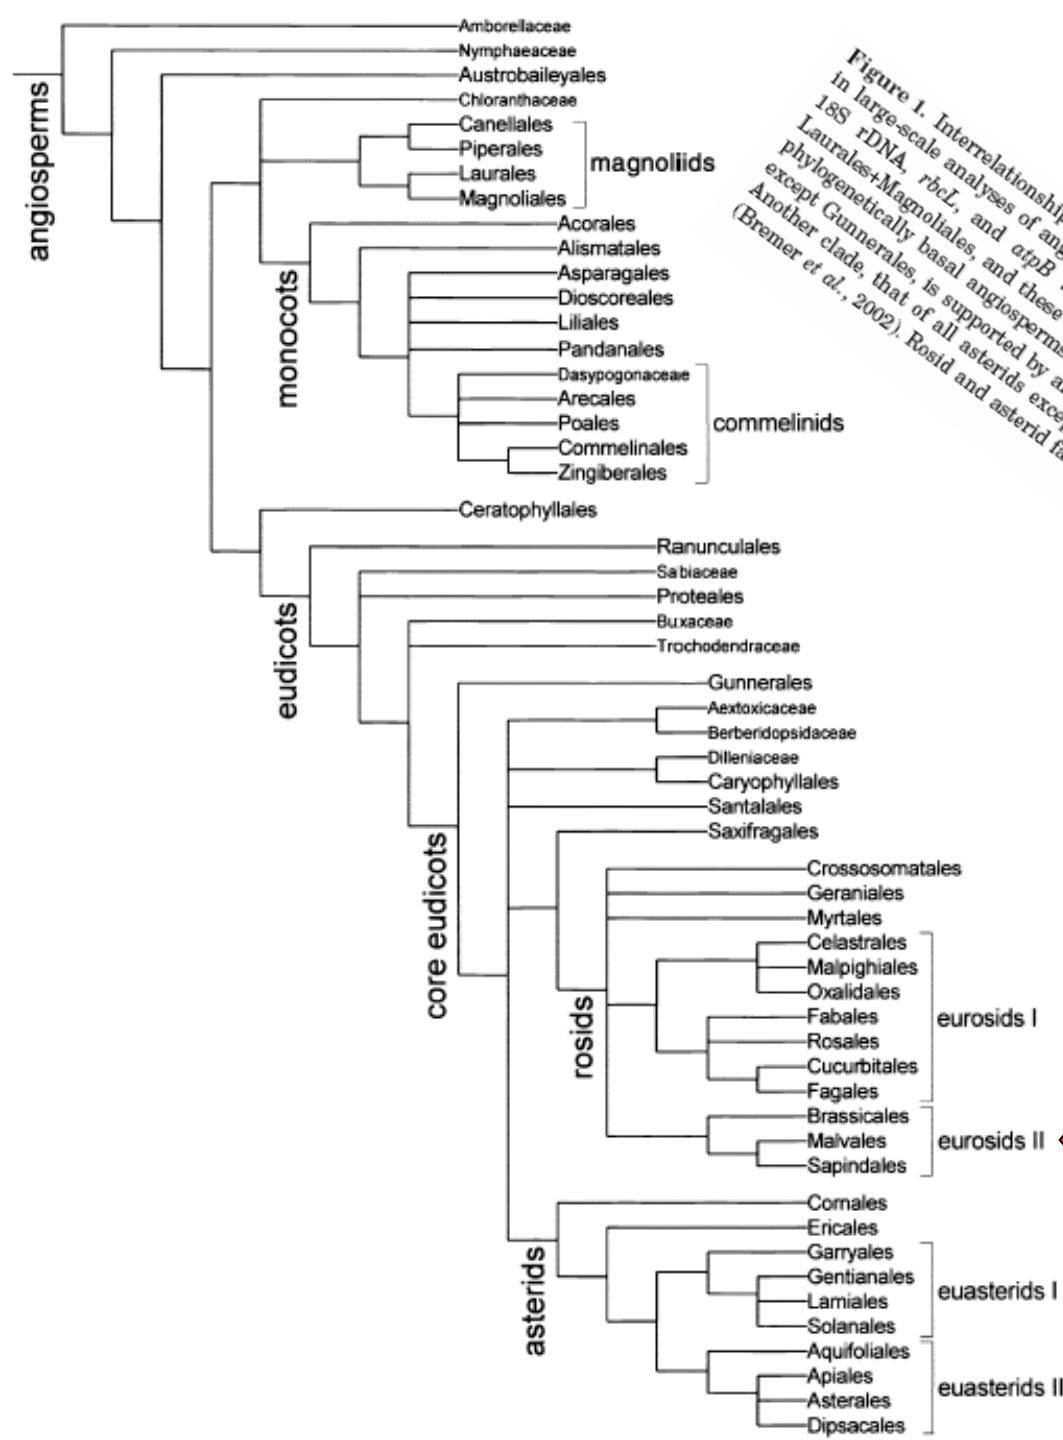 Amborellaceae
Nymphaeaceae
Austrobaileyales
Chloranthaceae
Canellales
Piperales
Laurales
Magnoliales
magnoliids
angiosperms
Acorales
Alismatales
Asparagales
Dioscoreales
Liliales
Pandanales
monocots
Dasypogonaceae
Arecales
Poales
Commelinales
Zingiberales
commelinids
Ceratophyllales
Ranunculales
Sabiaceae
Proteales
Buxaceae
Trochodendraceae
eudicots
Gunnerales
Aextoxicaceae
Berberidopsidaceae
Dilleniaceae
Caryophyllales
Santalales
Saxifragales
core eudicots
Crossosomatales
Geraniales
Myrtales
Celastrales
Malpighiales
Oxalidales
Fabales
Rosales
Cucurbitales
Fagales
eurosids I
rosids
Brassicales
Malvales
Sapindales
eurosids II
Cornales
Ericales
Garryales
Gentianales
Lamiales
Solanales
euasterids I
asterids
Aquifoliales
Apiales
Asterales
Dipsacales
euasterids II
Figure 1. Interrelationship
in large-scale analyses of ang
18S rDNA, rbcL, and atpB
Laurales+Magnoliales, and these
phylogenetically basal angiosperms
except Gunnerales, is supported by a
Another clade, that of all asterids excep
(Bremer et al., 2002). Rosid and asterid fa